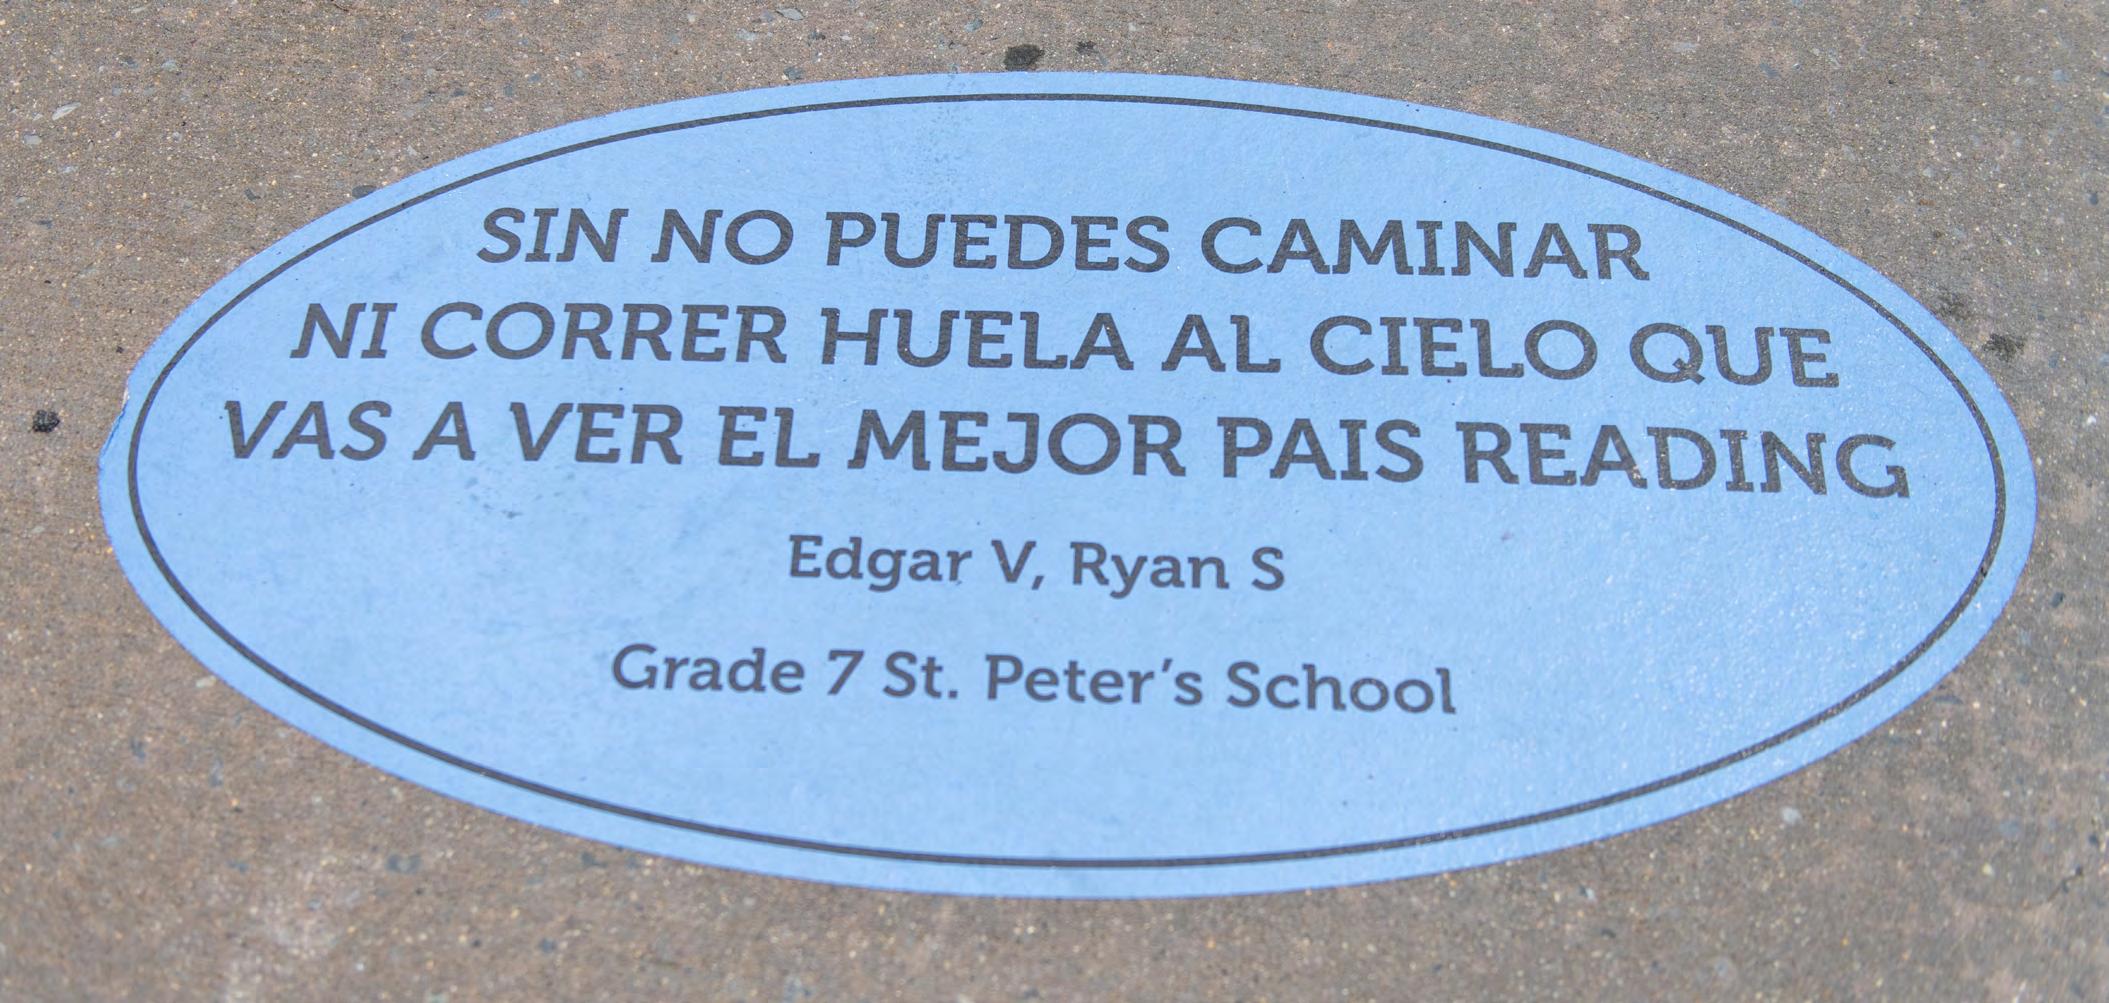 SIN NO PUEDES CAMINAR
NI CORRER HUELA AL CIELO QUE
VAS A VER EL MEJOR PAIS READING
Edgar V, Ryan S
Grade 7 St. Peter's School